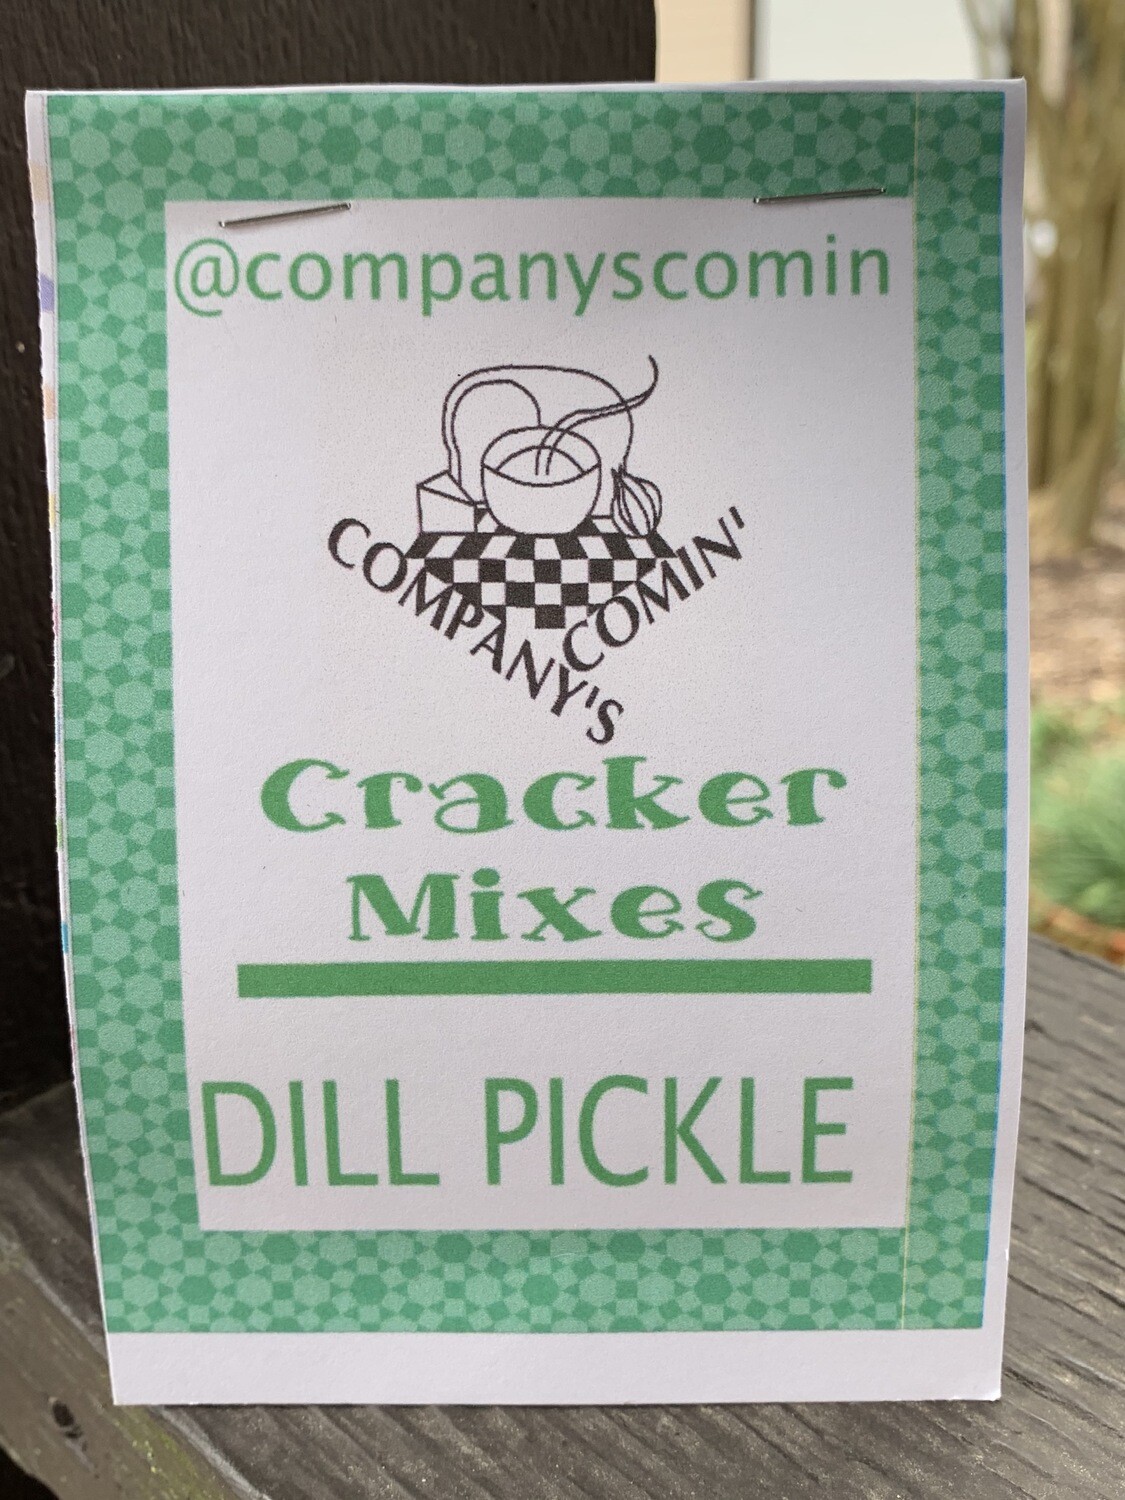 @companyscomin
COMPANY'S
COMIN'
Cracker
Mixes
DILL PICKLE